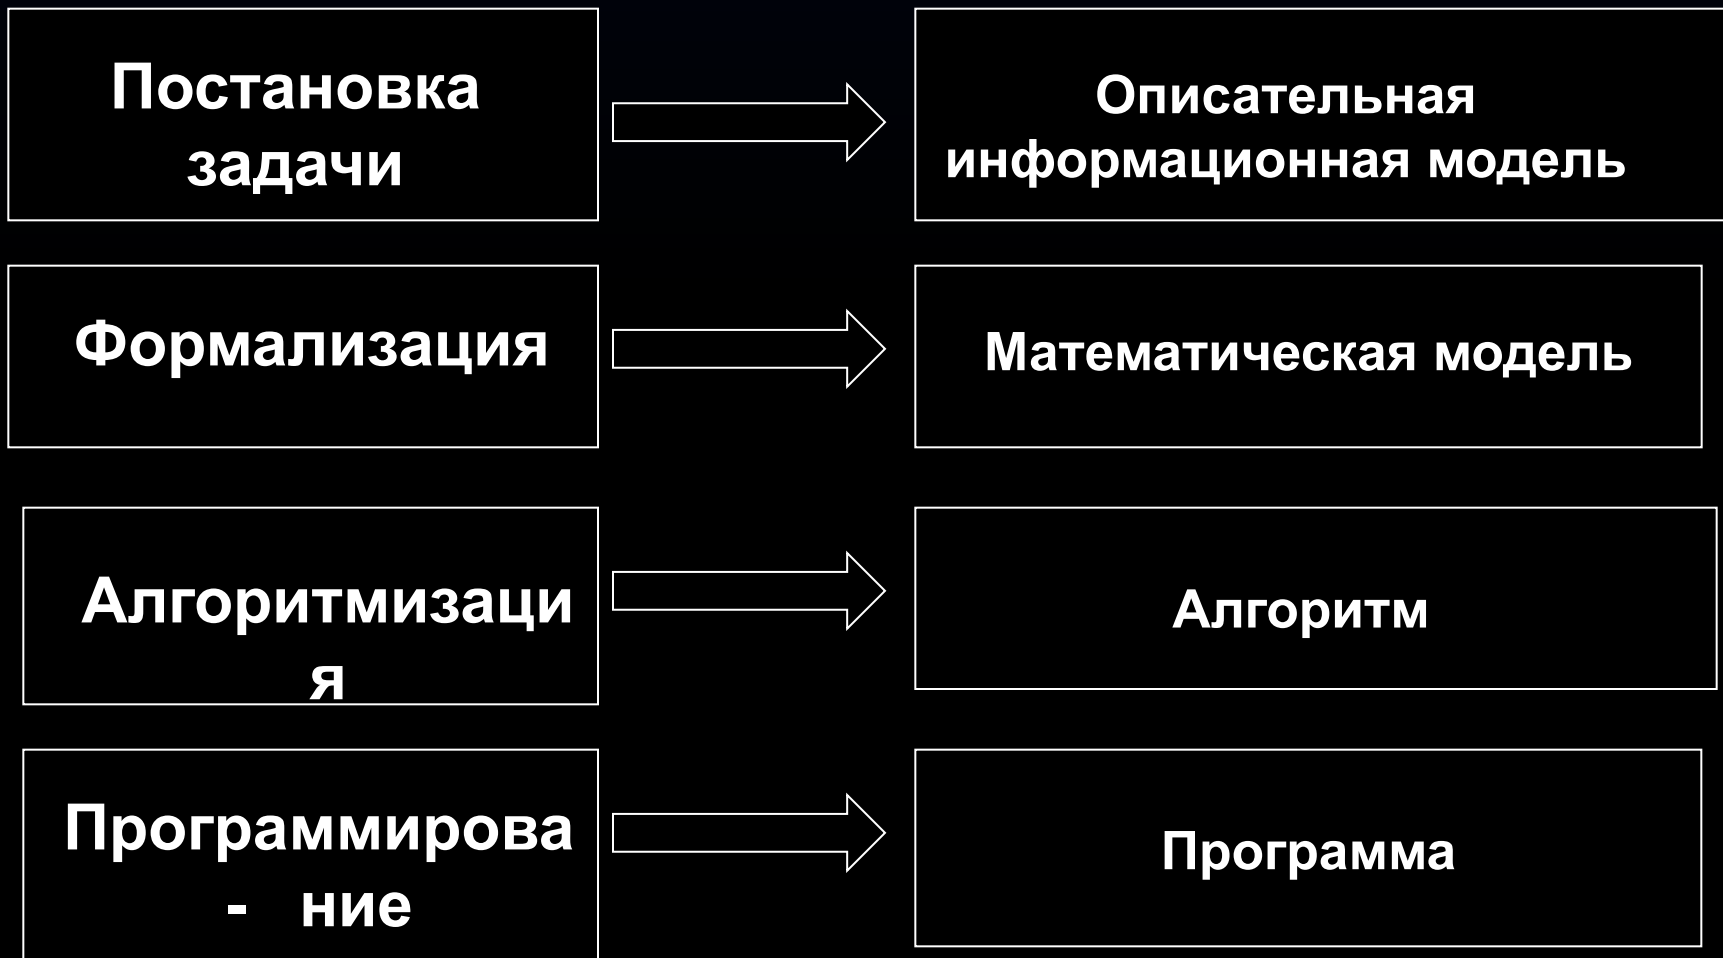 Постановка
задачи
Описательная
информационная модель
Формализация
Математическая модель
Алгоритмизаци
я
Алгоритм
Программирова
- ние
Программа